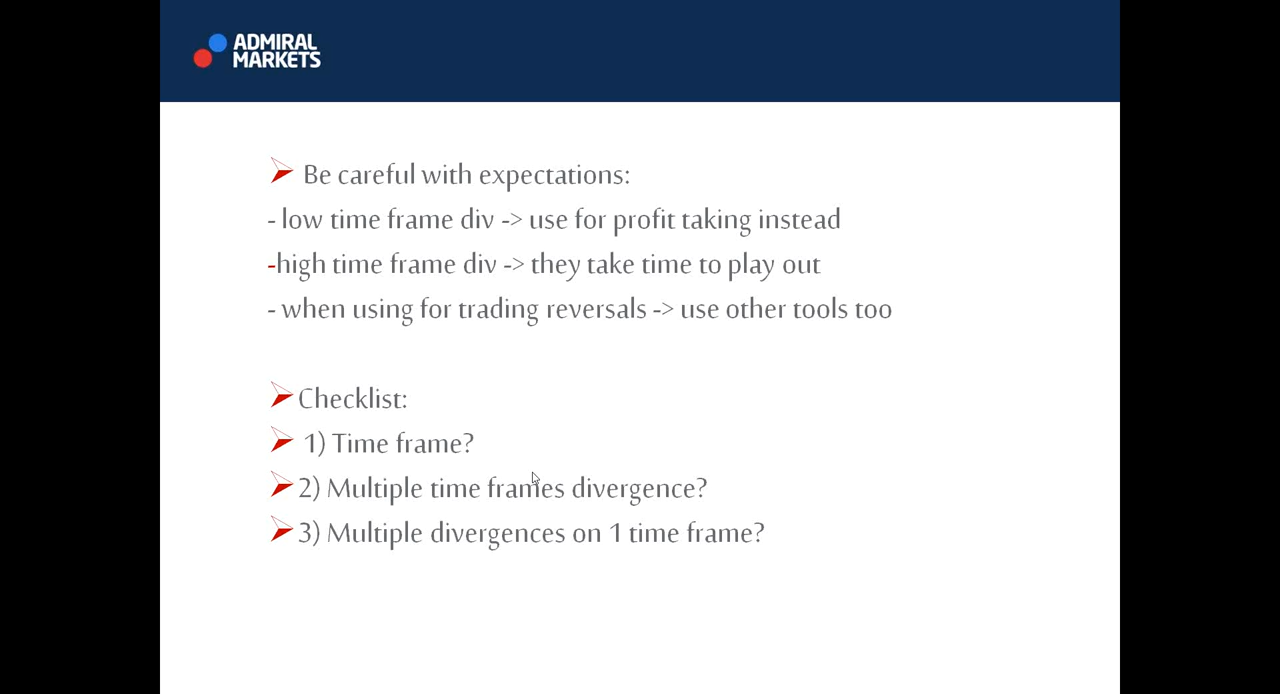 ADMIRAL
MARKETS
Be careful with expectations:
- low time frame div -> use for profit taking instead
-high time frame div -> they take time to play out
- when using for trading reversals -> use other tools too
Checklist:
1) Time frame?
2) Multiple time frames divergence?
3) Multiple divergences on 1 time frame?